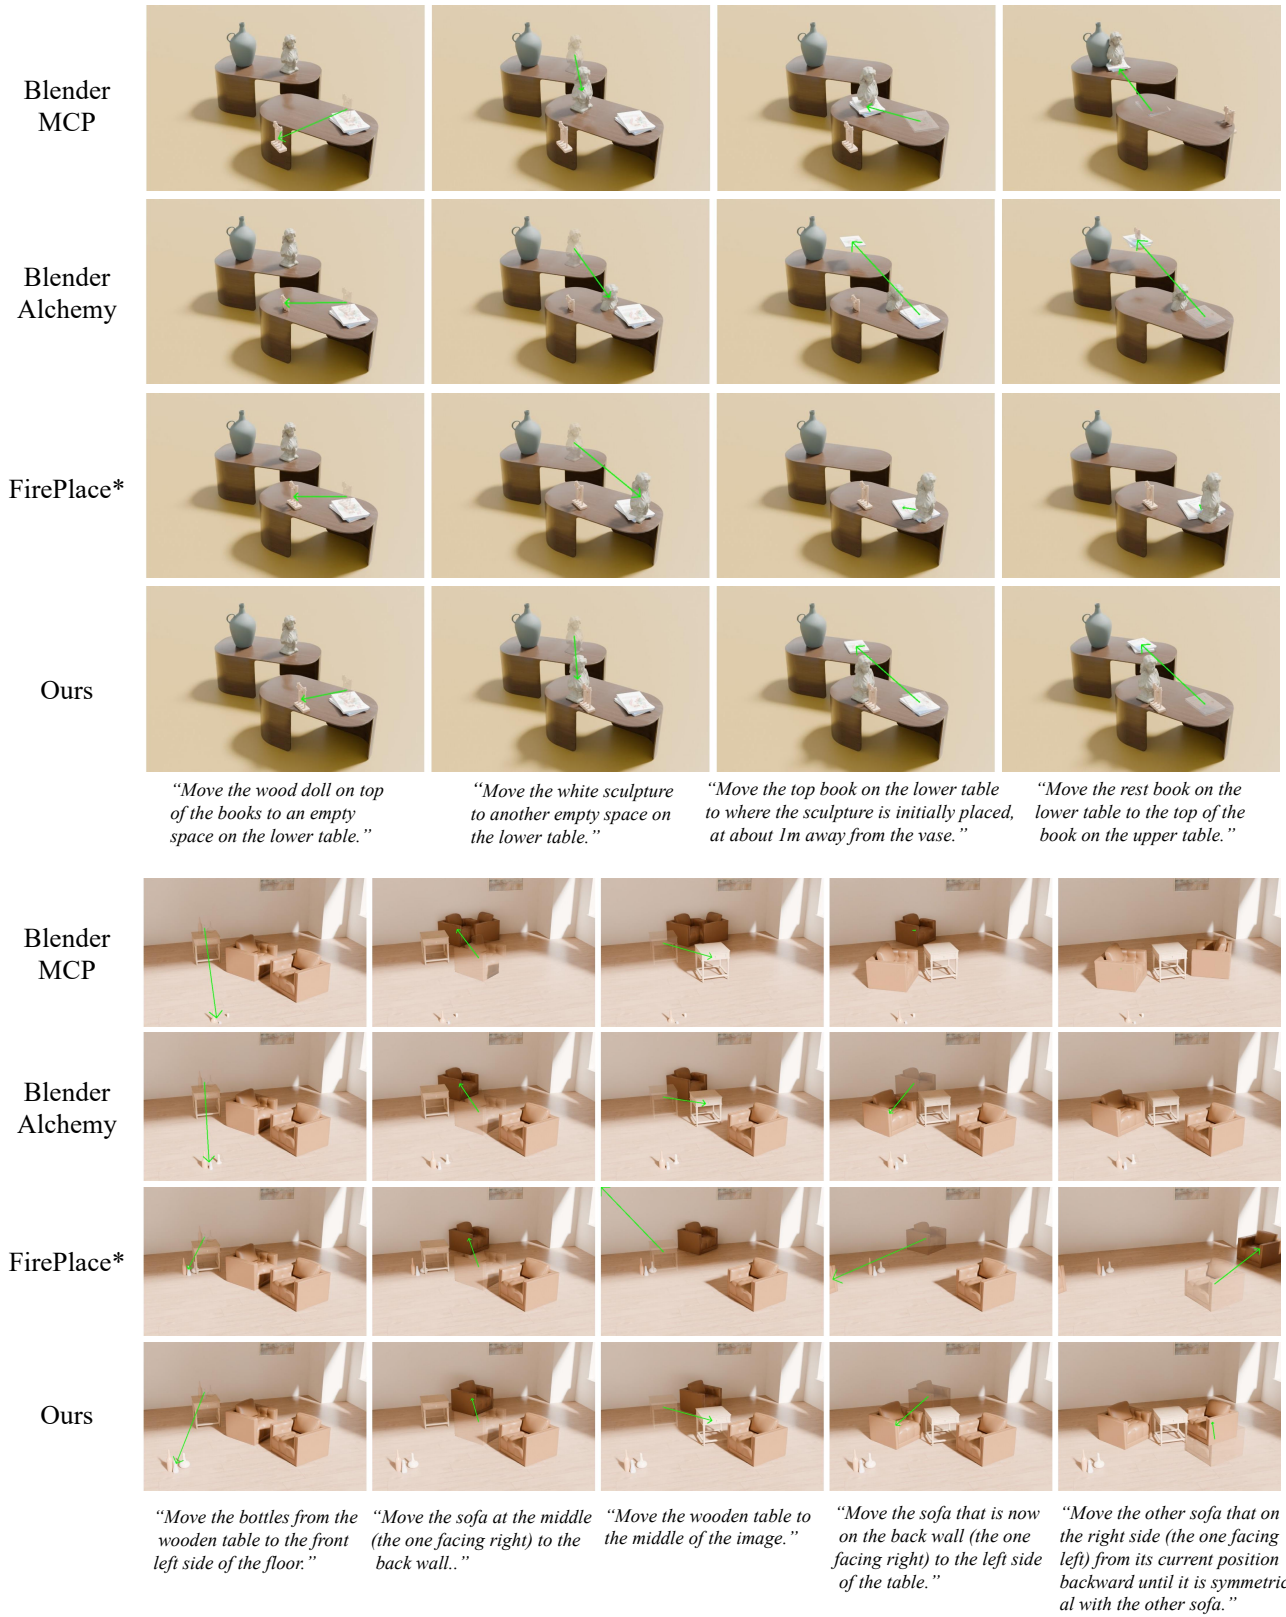 Blender
MCP
Blender
Alchemy
FirePlace*
Ours
“Move the wood doll on top
of the books to an empty
space on the lower table.”
“Move the white sculpture
to another empty space on
the lower table.”
“Move the top book on the lower table
to where the sculpture is initially placed,
at about 1m away from the vase.”
“Move the rest book on the
lower table to the top of the
book on the upper table.”
Blender
MCP
Blender
Alchemy
FirePlace*
Ours
“Move the bottles from the
wooden table to the front
left side of the floor.”
“Move the sofa at the middle
(the one facing right) to the
back wall..”
“Move the wooden table to
the middle of the image.”
“Move the sofa that is now
on the back wall (the one
facing right) to the left side
of the table.”
“Move the other sofa that on
the right side (the one facing
left) from its current position
backward until it is symmetric
al with the other sofa.”